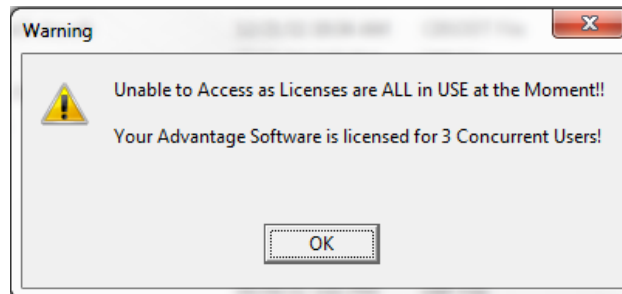 Warning
Unable to Access as Licenses are ALL in USE at the Moment!!
Your Advantage Software is licensed for 3 Concurrent Users!
OK